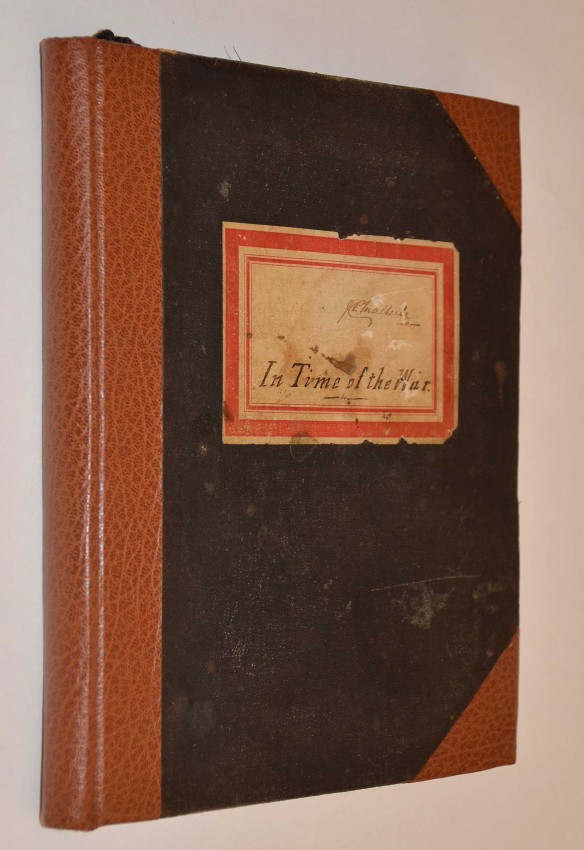 In Time of the War.